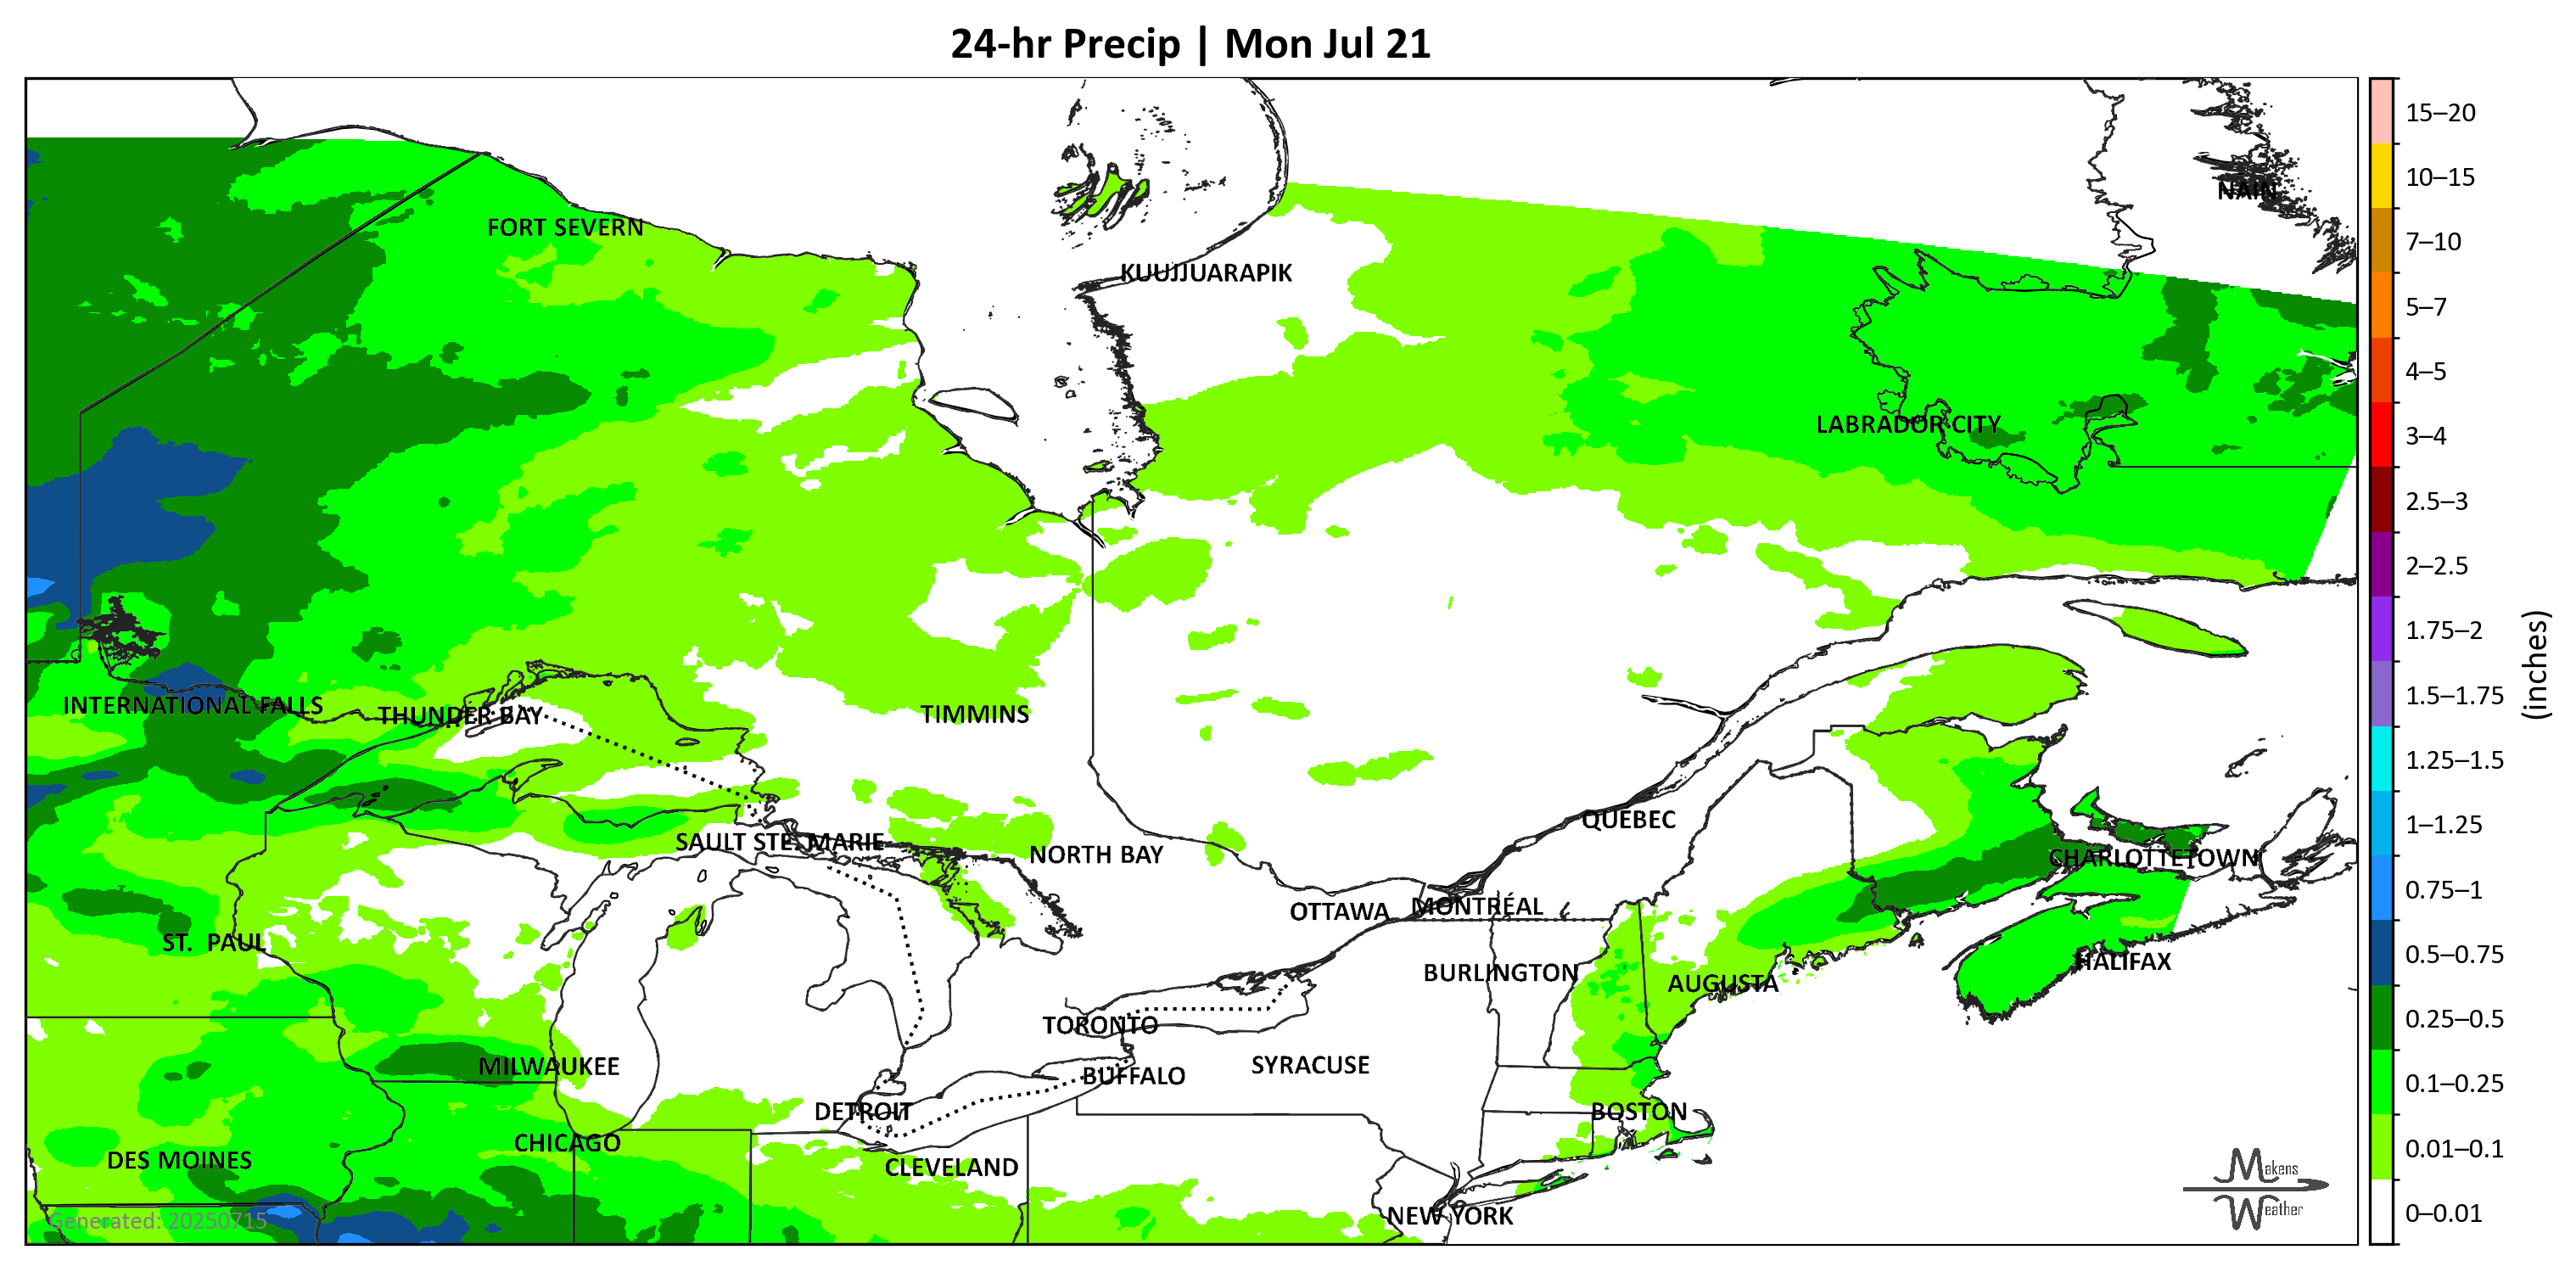 24-hr Precip | Mon Jul 21
15–20
10–15
NAIN
FORT SEVERN
7–10
KUUJJUARAPIK
5–7
4–5
LABRADOR CITY
3–4
2.5–3
2–2.5
1.75–2
(inches)
INTERNATIONAL FALLS
THUNDER BAY
TIMMINS
1.5–1.75
1.25–1.5
QUEBEC
1–1.25
SAULT STE. MARIE
NORTH BAY
CHARLOTTETOWN
0.75–1
OTTAWA
MONTRÉAL
ST. PAUL
0.5–0.75
BURLINGTON
AUGUSTA
HALIFAX
TORONTO
0.25–0.5
MILWAUKEE
BUFFALO
SYRACUSE
0.1–0.25
DETROIT
BOSTON
CHICAGO
DES MOINES
CLEVELAND
0.01–0.1
Makens
Weather
Generated: 20250715
NEW YORK
0–0.01